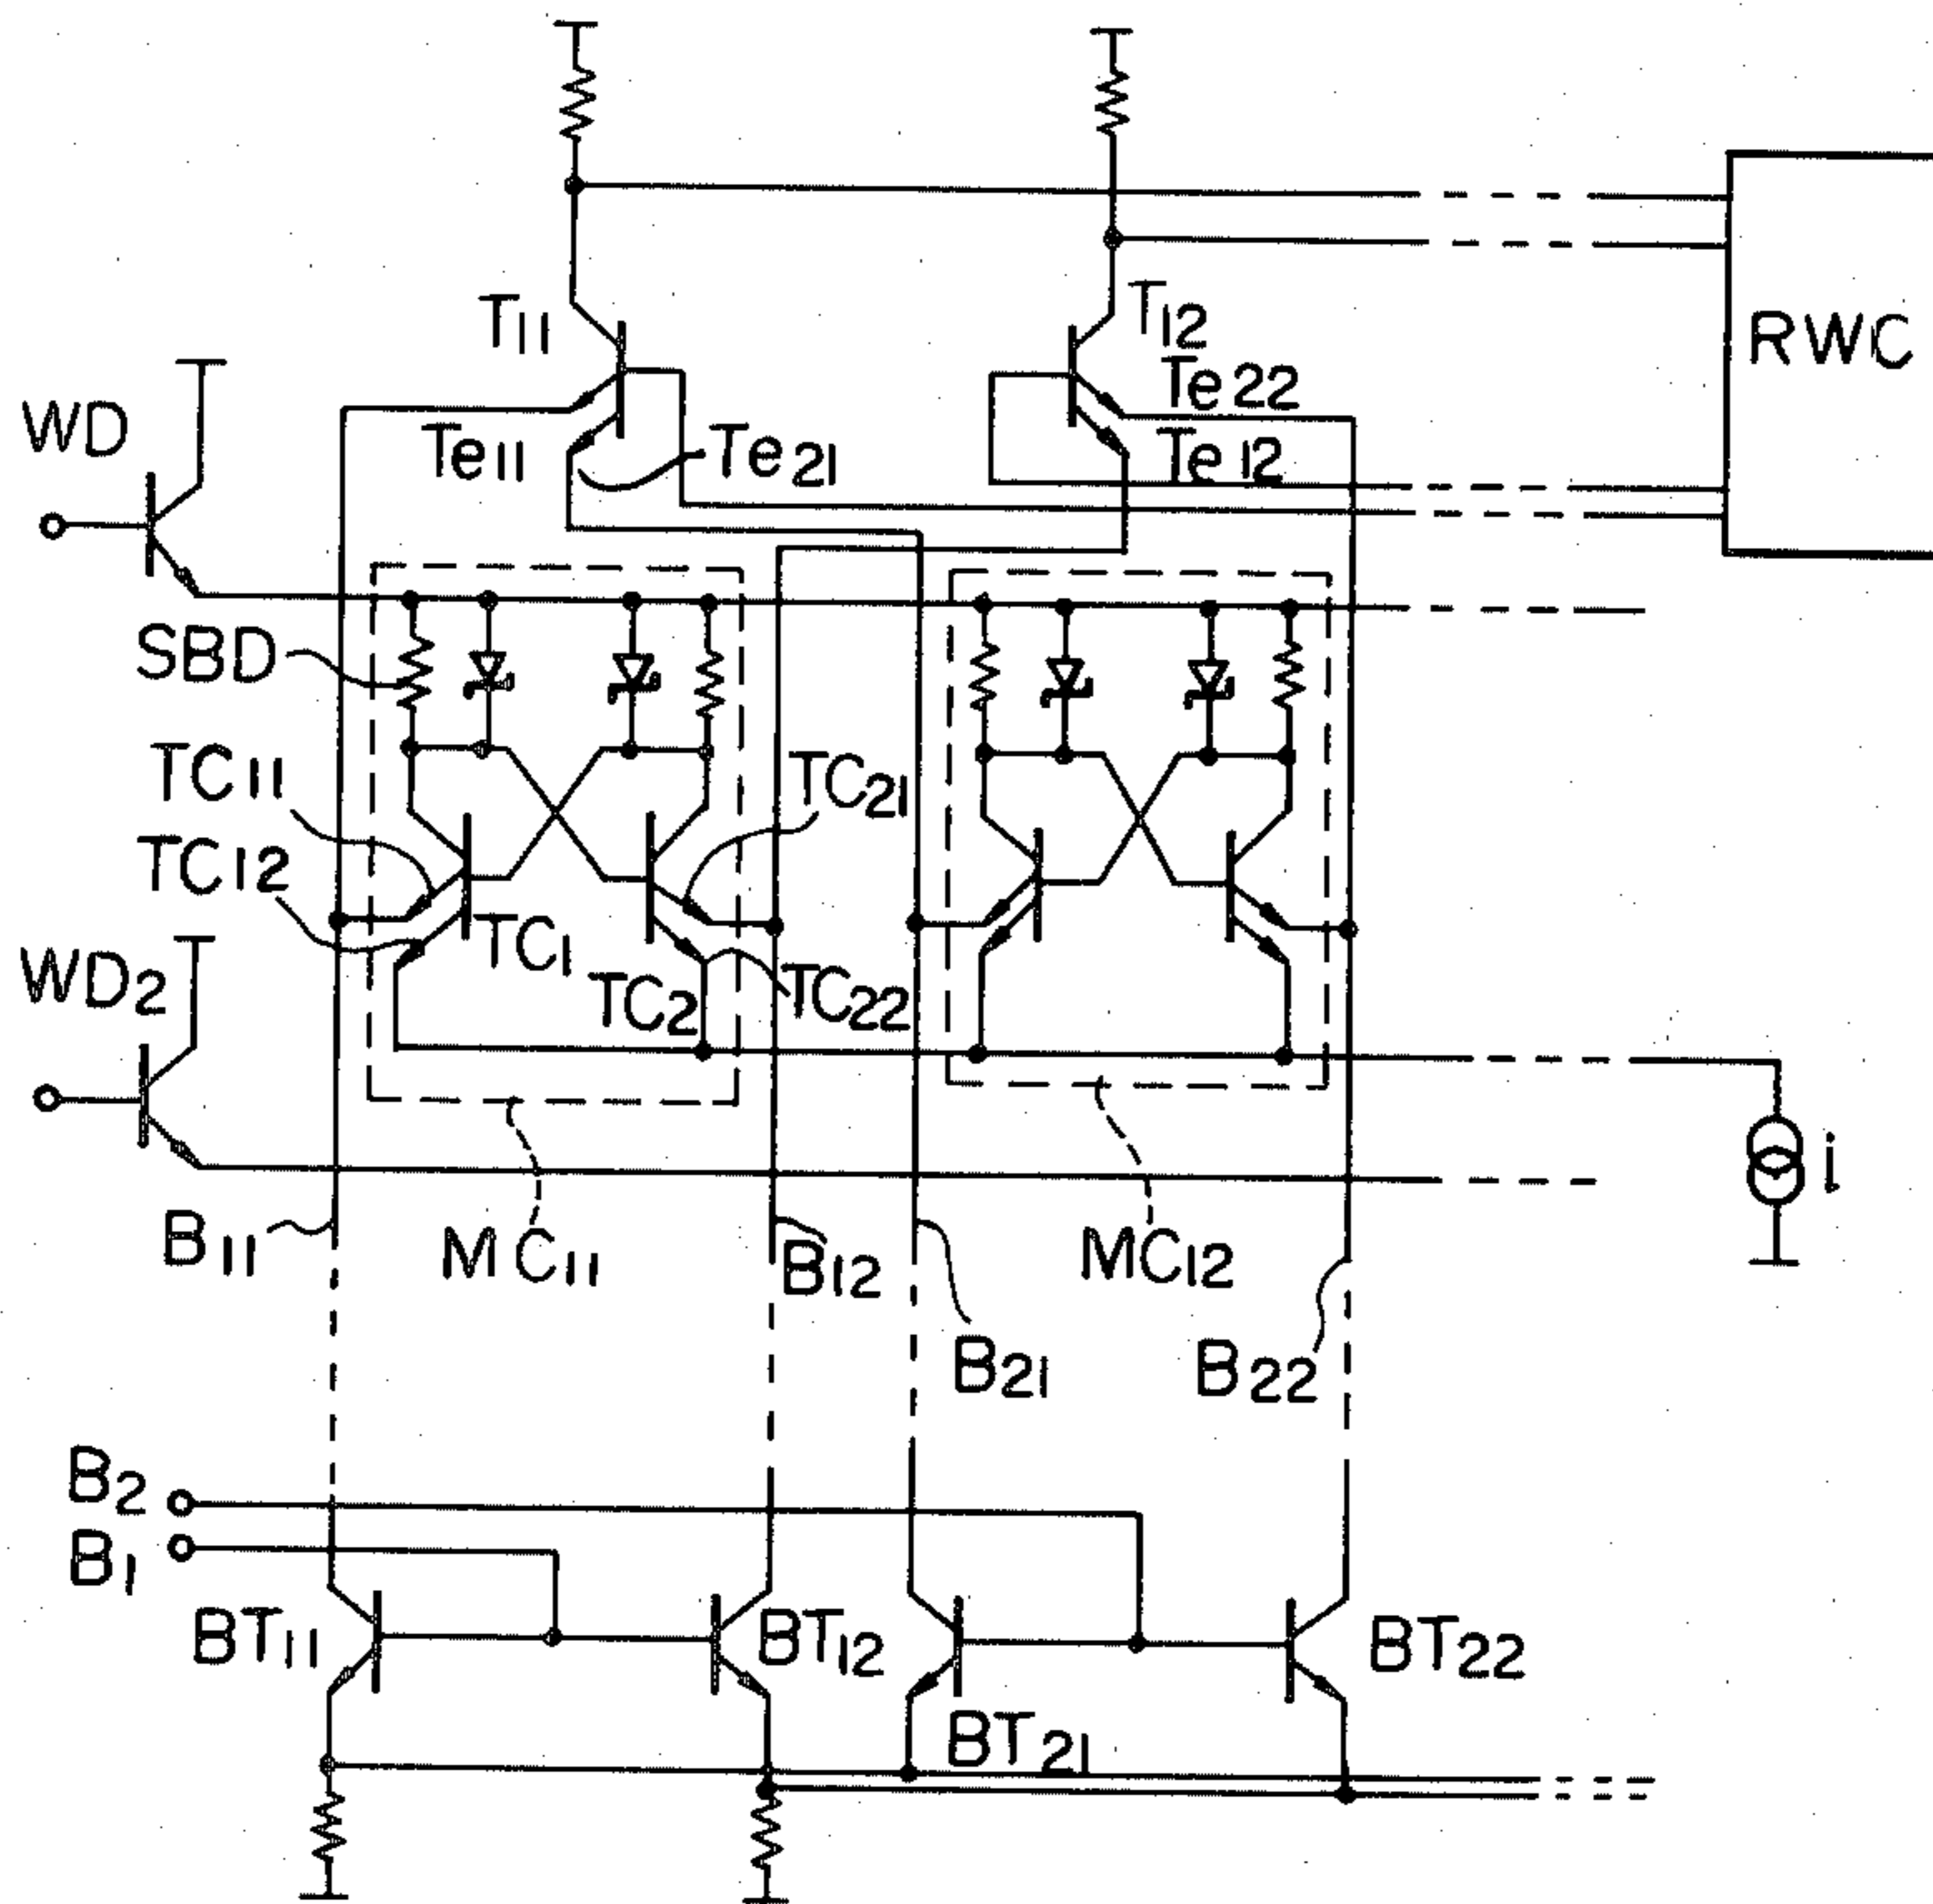 T11
T12
RWC
Te22
WD
Te11
Te21
Te12
SBD
TC11
TC21
TC12
TC1
WD2
TC2
TC22
i
B11
MC11
B12
MC12
B21
B22
B2
B1
BT11
BT12
BT22
BT21